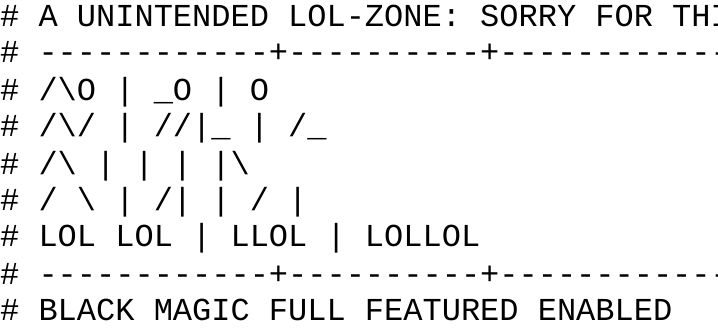 # A UNINTENDED LOL-ZONE: SORRY FOR THI
# ------------+----------+------------
# /\O | _O | O
# /\/ | //|_ | /_
# /\ | | | |\
# / \ | /| | / |
# LOL LOL | LLOL | LOLLOL
# ------------+----------+------------
# BLACK MAGIC FULL FEATURED ENABLED